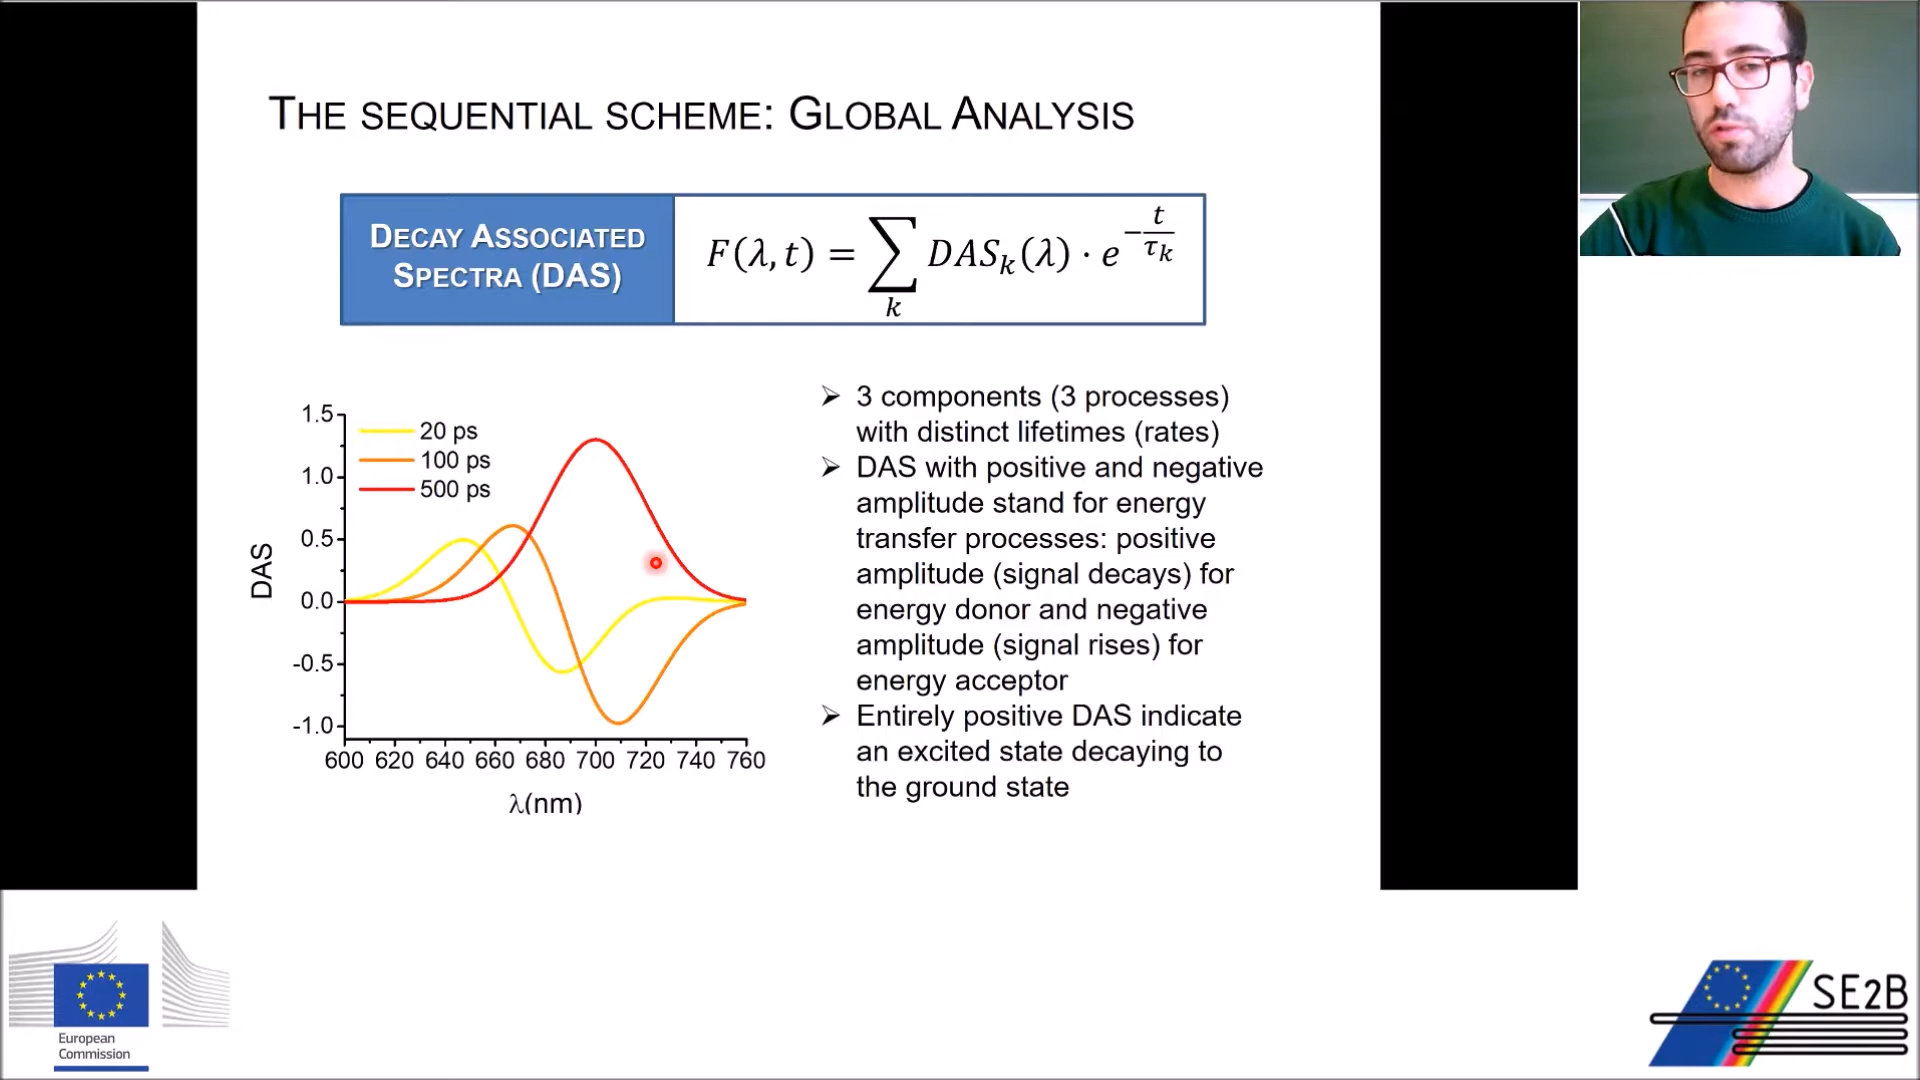 THE SEQUENTIAL SCHEME: GLOBAL ANALYSIS
DECAY ASSOCIATED
SPECTRA (DAS)
F(λ, t) = ∑_k DAS_k(λ) · e^{-t/τ_k}
1.5
1.0
0.5
0.0
-0.5
-1.0
DAS
20 ps
100 ps
500 ps
600 620 640 660 680 700 720 740 760
λ(nm)
➢ 3 components (3 processes)
with distinct lifetimes (rates)
➢ DAS with positive and negative
amplitude stand for energy
transfer processes: positive
amplitude (signal decays) for
energy donor and negative
amplitude (signal rises) for
energy acceptor
➢ Entirely positive DAS indicate
an excited state decaying to
the ground state
European
Commission
SE2B